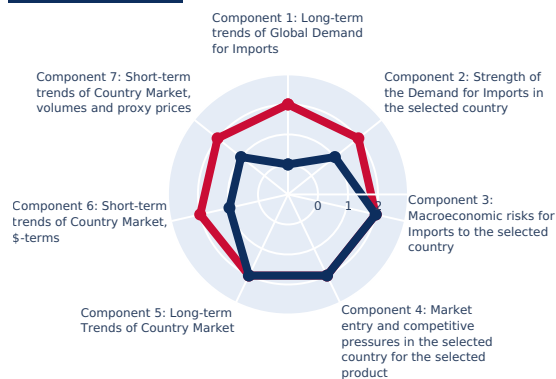 Component 1: Long-term
trends of Global Demand
for Imports
Component 2: Strength of
the Demand for Imports in
the selected country
Component 3:
Macroeconomic risks for
Imports to the selected
country
Component 4: Market
entry and competitive
pressures in the selected
country for the selected
product
Component 5: Long-term
Trends of Country Market
Component 6: Short-term
trends of Country Market,
$-terms
Component 7: Short-term
trends of Country Market,
volumes and proxy prices
0 1 2